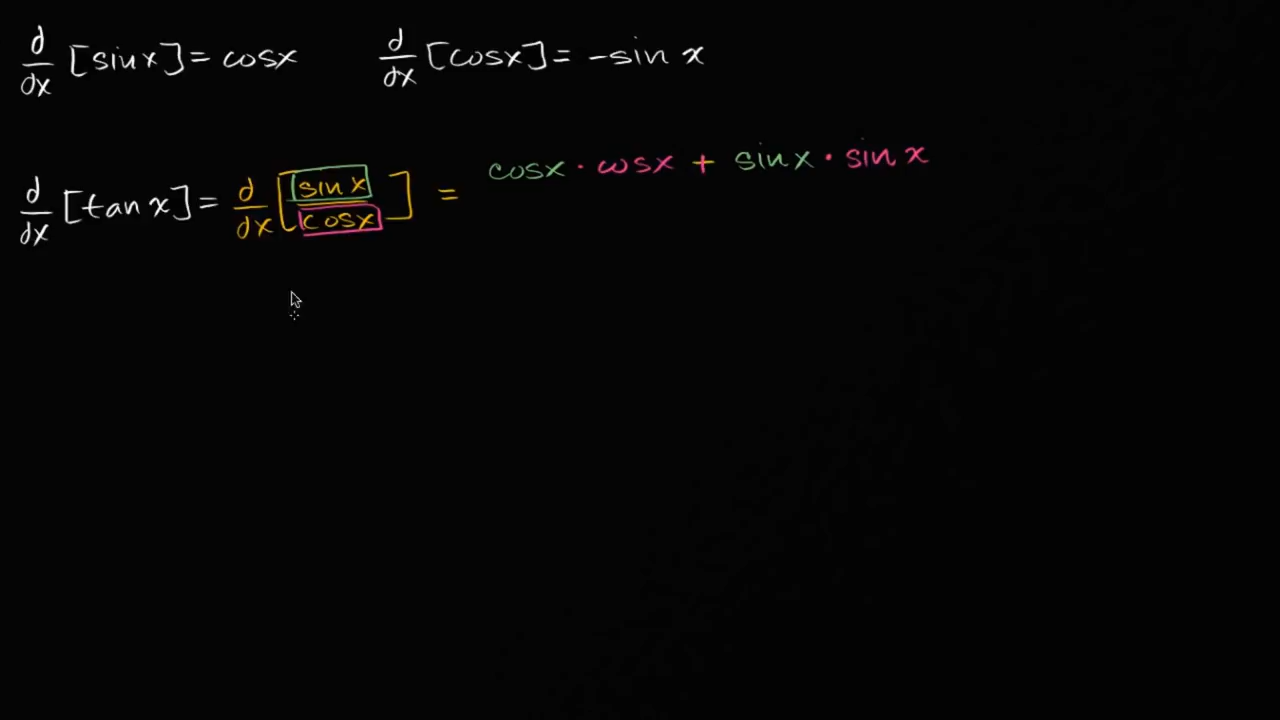 d/dx [sin x] = cos x    d/dx [cos x] = -sin x
d/dx [tan x] = d/dx [sin x / cos x] = cos x · cos x + sin x · sin x